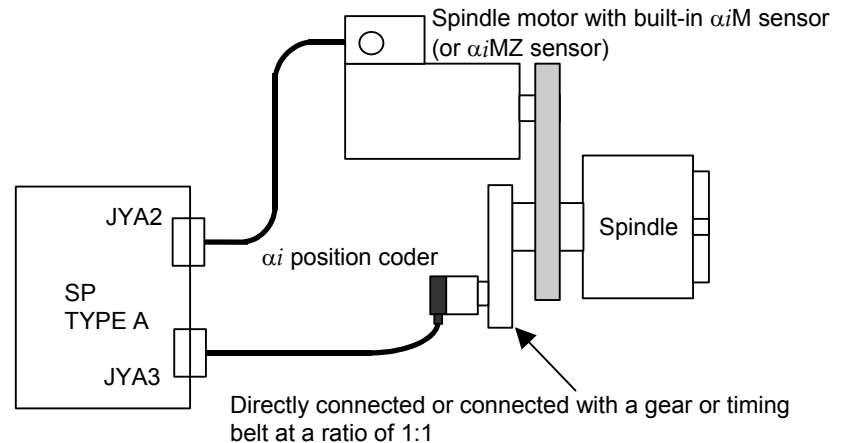 Spindle motor with built-in αiM sensor
(or αiMZ sensor)
JYA2
Spindle
αi position coder
SP
TYPE A
JYA3
Directly connected or connected with a gear or timing
belt at a ratio of 1:1